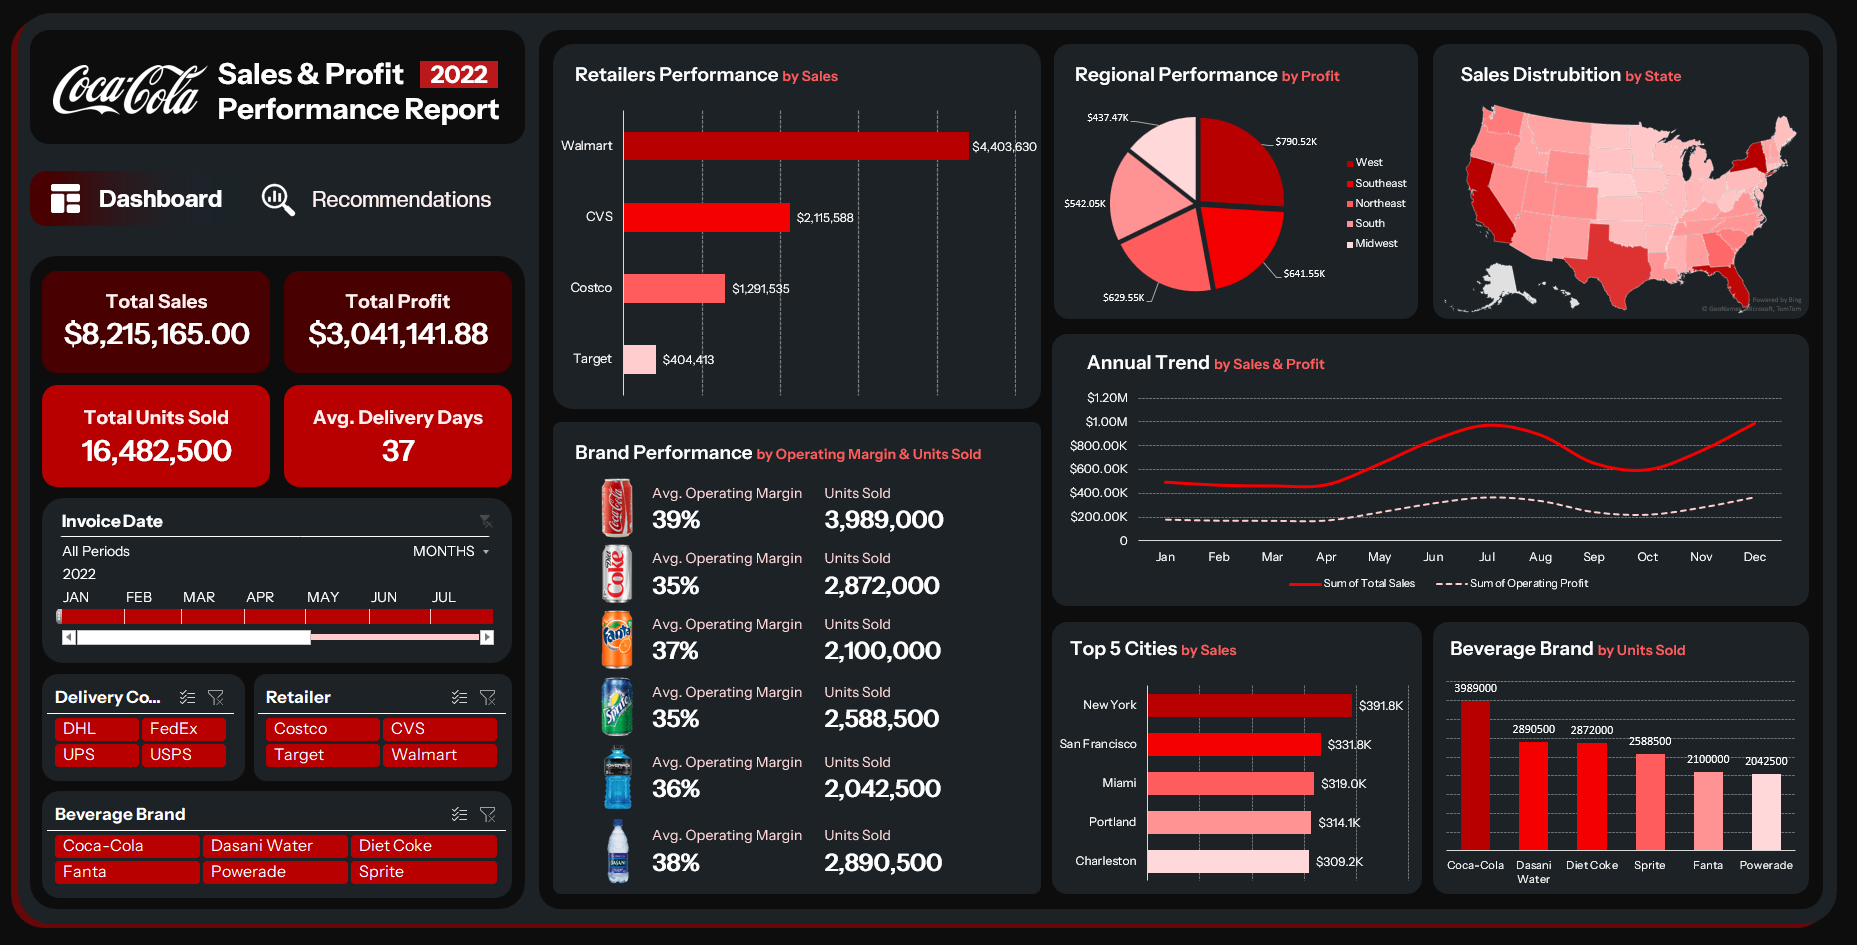 Coca-Cola
Sales & Profit 2022
Performance Report
Dashboard
Recommendations
Total Sales
$8,215,165.00
Total Profit
$3,041,141.88
Total Units Sold
16,482,500
Avg. Delivery Days
37
Invoice Date
All Periods
MONTHS
2022
JAN FEB MAR APR MAY JUN JUL
Delivery Co...
DHL FedEx
UPS USPS
Retailer
Costco CVS
Target Walmart
Beverage Brand
Coca-Cola Dasani Water Diet Coke
Fanta Powerade Sprite
Retailers Performance by Sales
Walmart $4,403,630
CVS $2,115,588
Costco $1,291,535
Target $404,413
Brand Performance by Operating Margin & Units Sold
Coca-Cola
Avg. Operating Margin Units Sold
39% 3,989,000
Coke
Avg. Operating Margin Units Sold
35% 2,872,000
Fanta
Avg. Operating Margin Units Sold
37% 2,100,000
Sprite
Avg. Operating Margin Units Sold
35% 2,588,500
Avg. Operating Margin Units Sold
36% 2,042,500
DASANI
Avg. Operating Margin Units Sold
38% 2,890,500
Regional Performance by Profit
$437.47K
$790.52K
$542.05K
$641.55K
$629.55K
West
Southeast
Northeast
South
Midwest
Sales Distrubition by State
Powered by Bing
© GeoNames, Microsoft, TomTom
Annual Trend by Sales & Profit
$1.20M
$1.00M
$800.00K
$600.00K
$400.00K
$200.00K
0
Jan Feb Mar Apr May Jun Jul Aug Sep Oct Nov Dec
Sum of Total Sales Sum of Operating Profit
Top 5 Cities by Sales
New York $391.8K
San Francisco $331.8K
Miami $319.0K
Portland $314.1K
Charleston $309.2K
Beverage Brand by Units Sold
3989000
2890500
2872000
2588500
2100000
2042500
Coca-Cola Dasani Diet Coke Sprite Fanta Powerade
Water